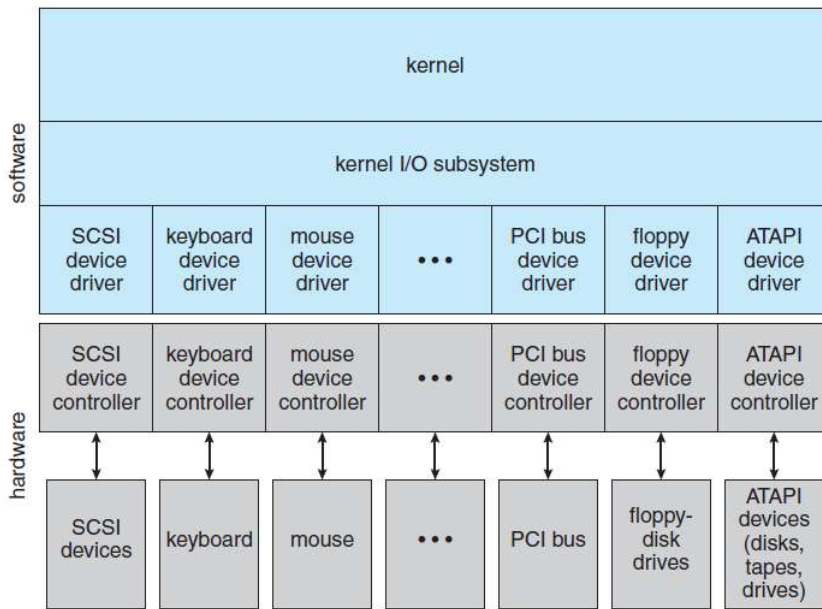 software
kernel
kernel I/O subsystem
SCSI
device
driver
keyboard
device
driver
mouse
device
driver
•••
PCI bus
device
driver
floppy
device
driver
ATAPI
device
driver
hardware
SCSI
device
controller
keyboard
device
controller
mouse
device
controller
•••
PCI bus
device
controller
floppy
device
controller
ATAPI
device
controller
SCSI
devices
keyboard
mouse
•••
PCI bus
floppy-
disk
drives
ATAPI
devices
(disks,
tapes,
drives)